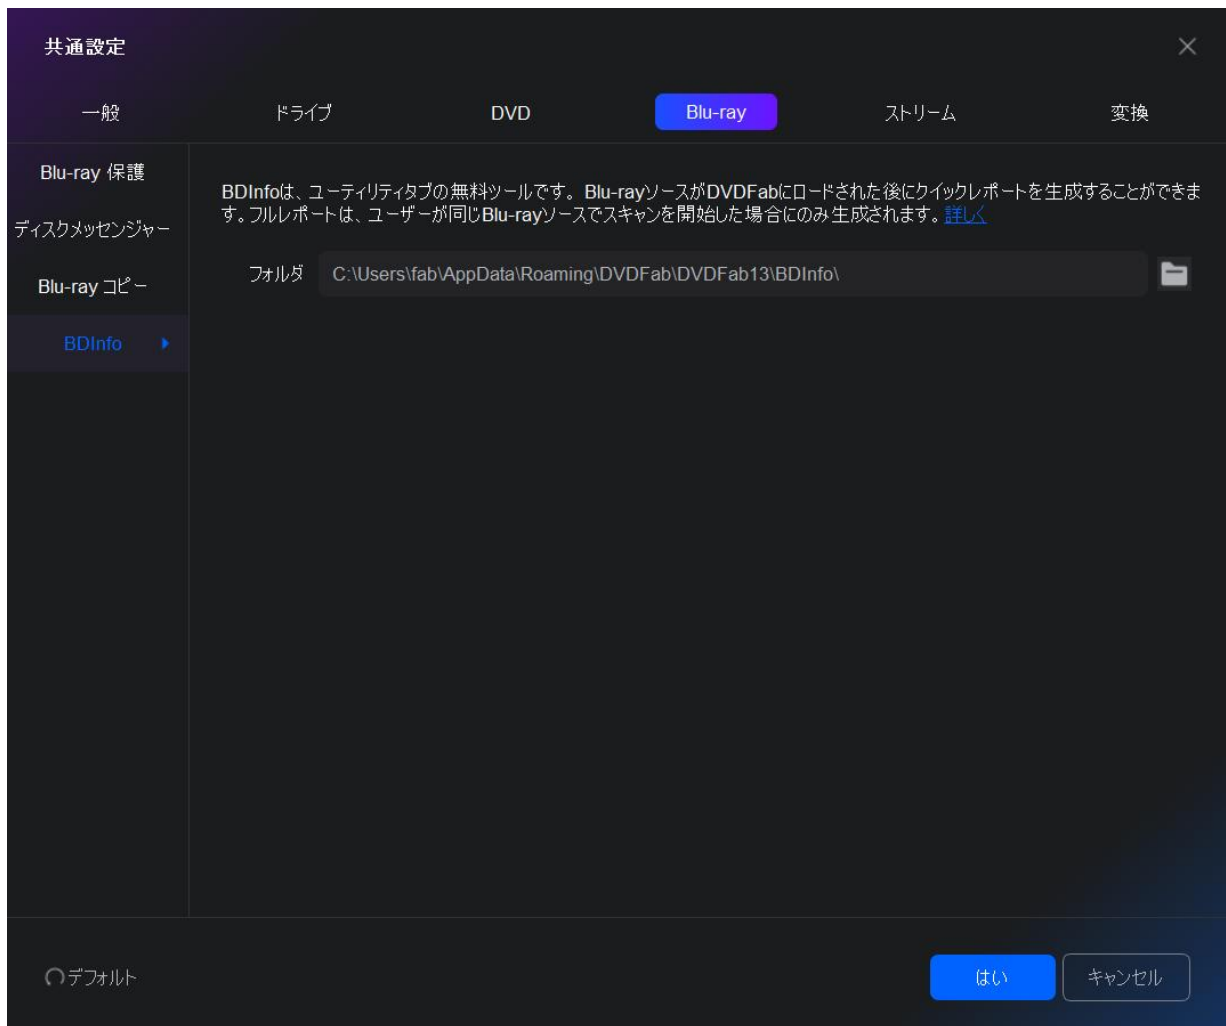 共通設定
一般 ドライブ DVD Blu-ray ストリーム 変換
Blu-ray 保護
ディスクメッセンジャー
Blu-ray コピー
BDInfo
BDInfoは、ユーティリティタブの無料ツールです。Blu-rayソースがDVDFabにロードされた後にクイックレポートを生成することができま
す。フルレポートは、ユーザーが同じBlu-rayソースでスキャンを開始した場合にのみ生成されます。詳しく
フォルダ C:\Users\fab\AppData\Roaming\DVDFab\DVDFab13\BDInfo\
デフォルト はい キャンセル